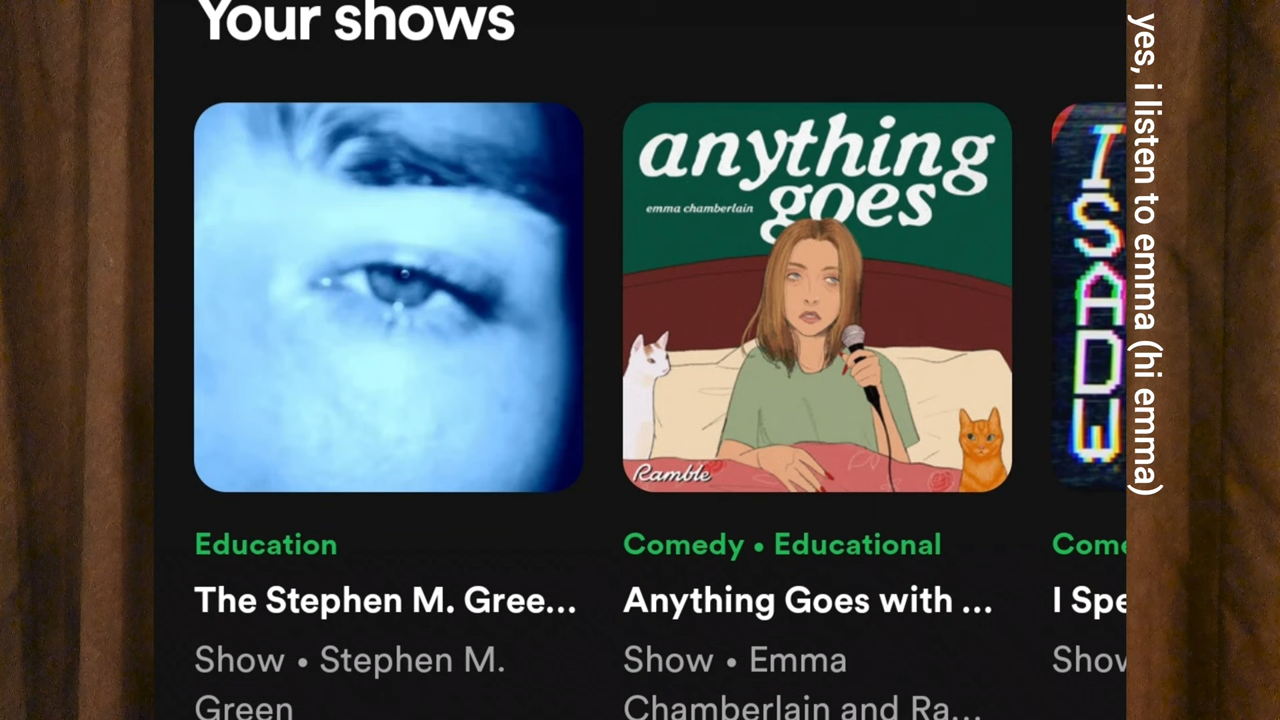 Your shows
anything
goes
emma chamberlain
Ramble
I
S
A
D
W
Education
Comedy • Educational
Come
The Stephen M. Gree...
Anything Goes with ...
I Spe
Show • Stephen M.
Green
Show • Emma
Chamberlain and Ra...
Show
yes, i listen to emma (hi emma)